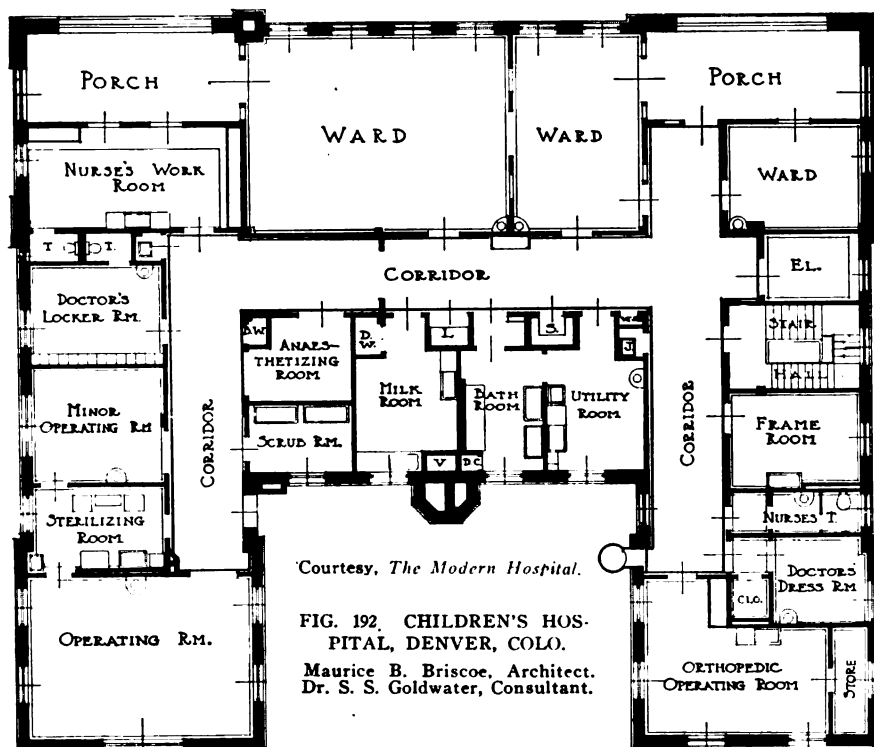 PORCH
WARD
WARD
PORCH
NURSE'S WORK
ROOM
WARD
T.
T.
CORRIDOR
EL.
DOCTOR'S
LOCKER RM.
D.W.
ANAES-
THETIZING
ROOM
D.
W.
L.
S.
J.
STAIR
HALL
MILK
ROOM
BATH
ROOM
UTILITY
ROOM
MINOR
OPERATING RM
CORRIDOR
SCRUB RM.
V
D.C.
CORRIDOR
FRAME
ROOM
STERILIZING
ROOM
NURSES T.
DOCTORS'
DRESS RM
CLO.
OPERATING RM.
ORTHOPEDIC
OPERATING ROOM
STORE
Courtesy, The Modern Hospital.
FIG. 192. CHILDREN'S HOS-
PITAL, DENVER, COLO.
Maurice B. Briscoe, Architect.
Dr. S. S. Goldwater, Consultant.